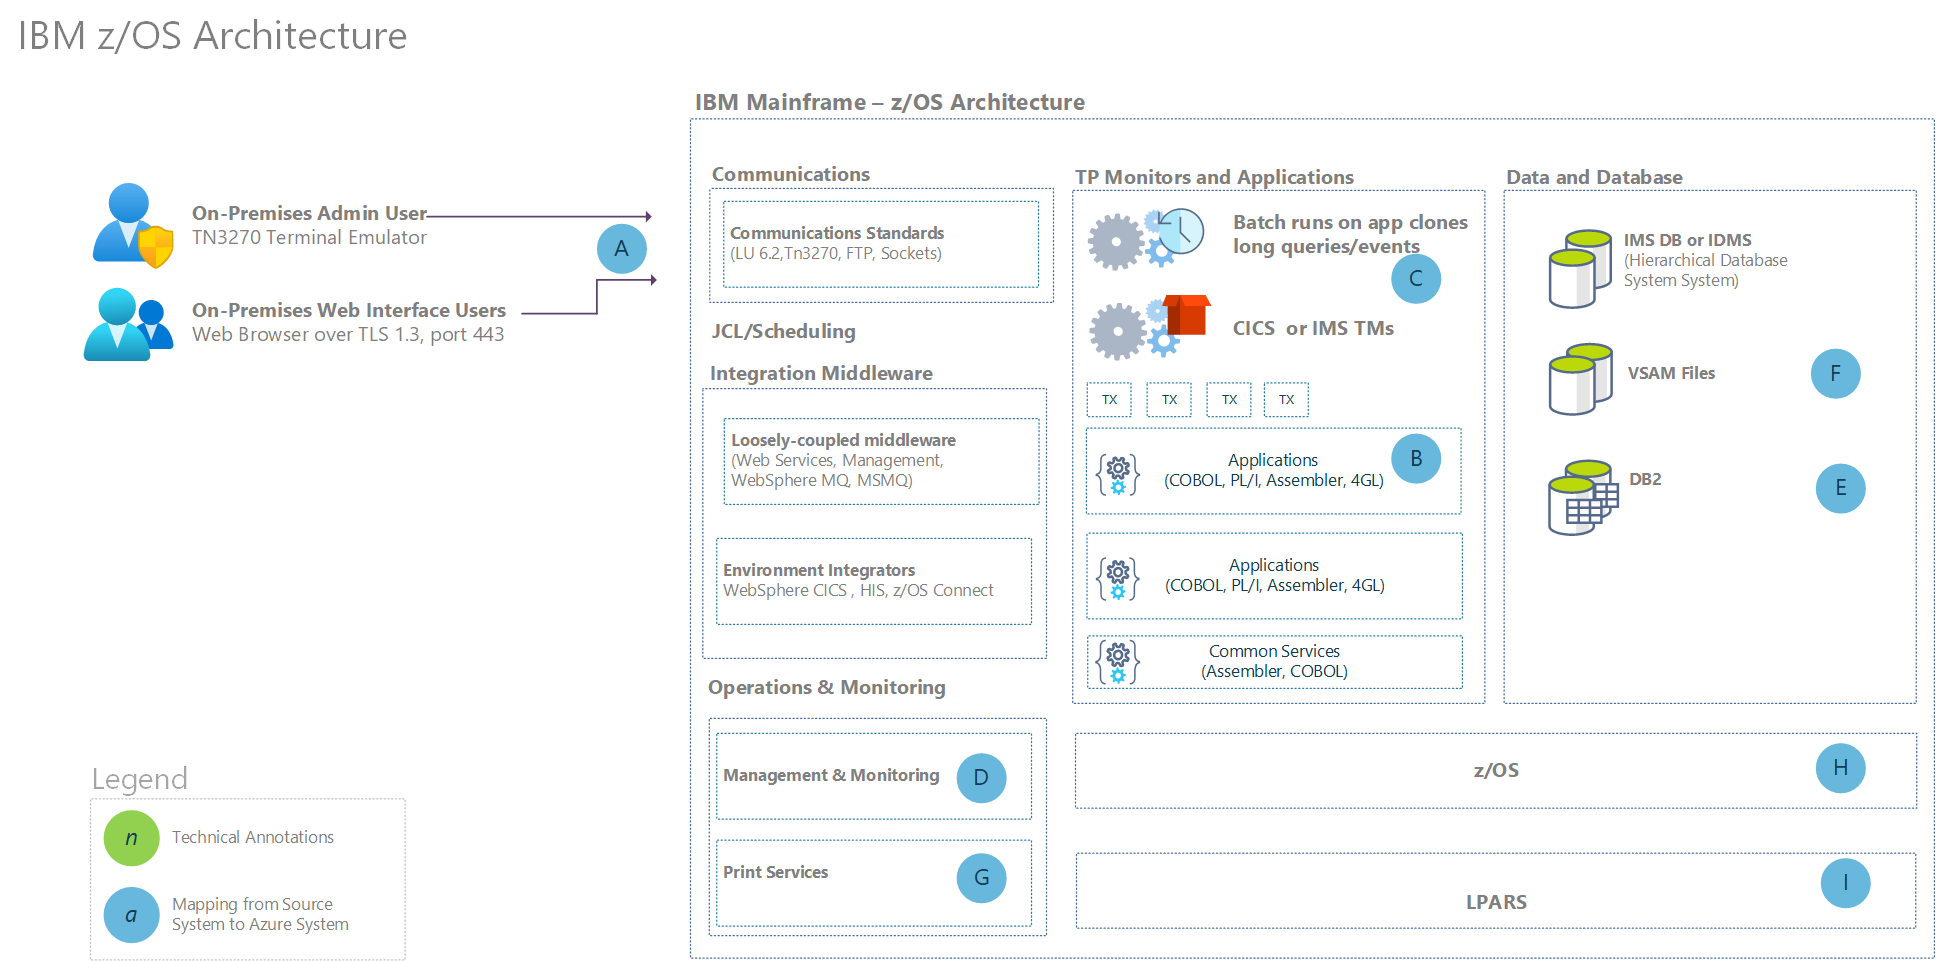 IBM z/OS Architecture
IBM Mainframe – z/OS Architecture
On-Premises Admin User
TN3270 Terminal Emulator
A
On-Premises Web Interface Users
Web Browser over TLS 1.3, port 443
Communications
Communications Standards
(LU 6.2,Tn3270, FTP, Sockets)
JCL/Scheduling
Integration Middleware
Loosely-coupled middleware
(Web Services, Management,
WebSphere MQ, MSMQ)
Environment Integrators
WebSphere CICS , HIS, z/OS Connect
Operations & Monitoring
Management & Monitoring
D
Print Services
G
TP Monitors and Applications
Batch runs on app clones
long queries/events
C
CICS  or IMS TMs
TX
TX
TX
TX
B
Applications
(COBOL, PL/I, Assembler, 4GL)
Applications
(COBOL, PL/I, Assembler, 4GL)
Common Services
(Assembler, COBOL)
Data and Database
IMS DB or IDMS
(Hierarchical Database
System System)
VSAM Files
F
DB2
E
z/OS
H
LPARS
I
Legend
n
Technical Annotations
a
Mapping from Source
System to Azure System